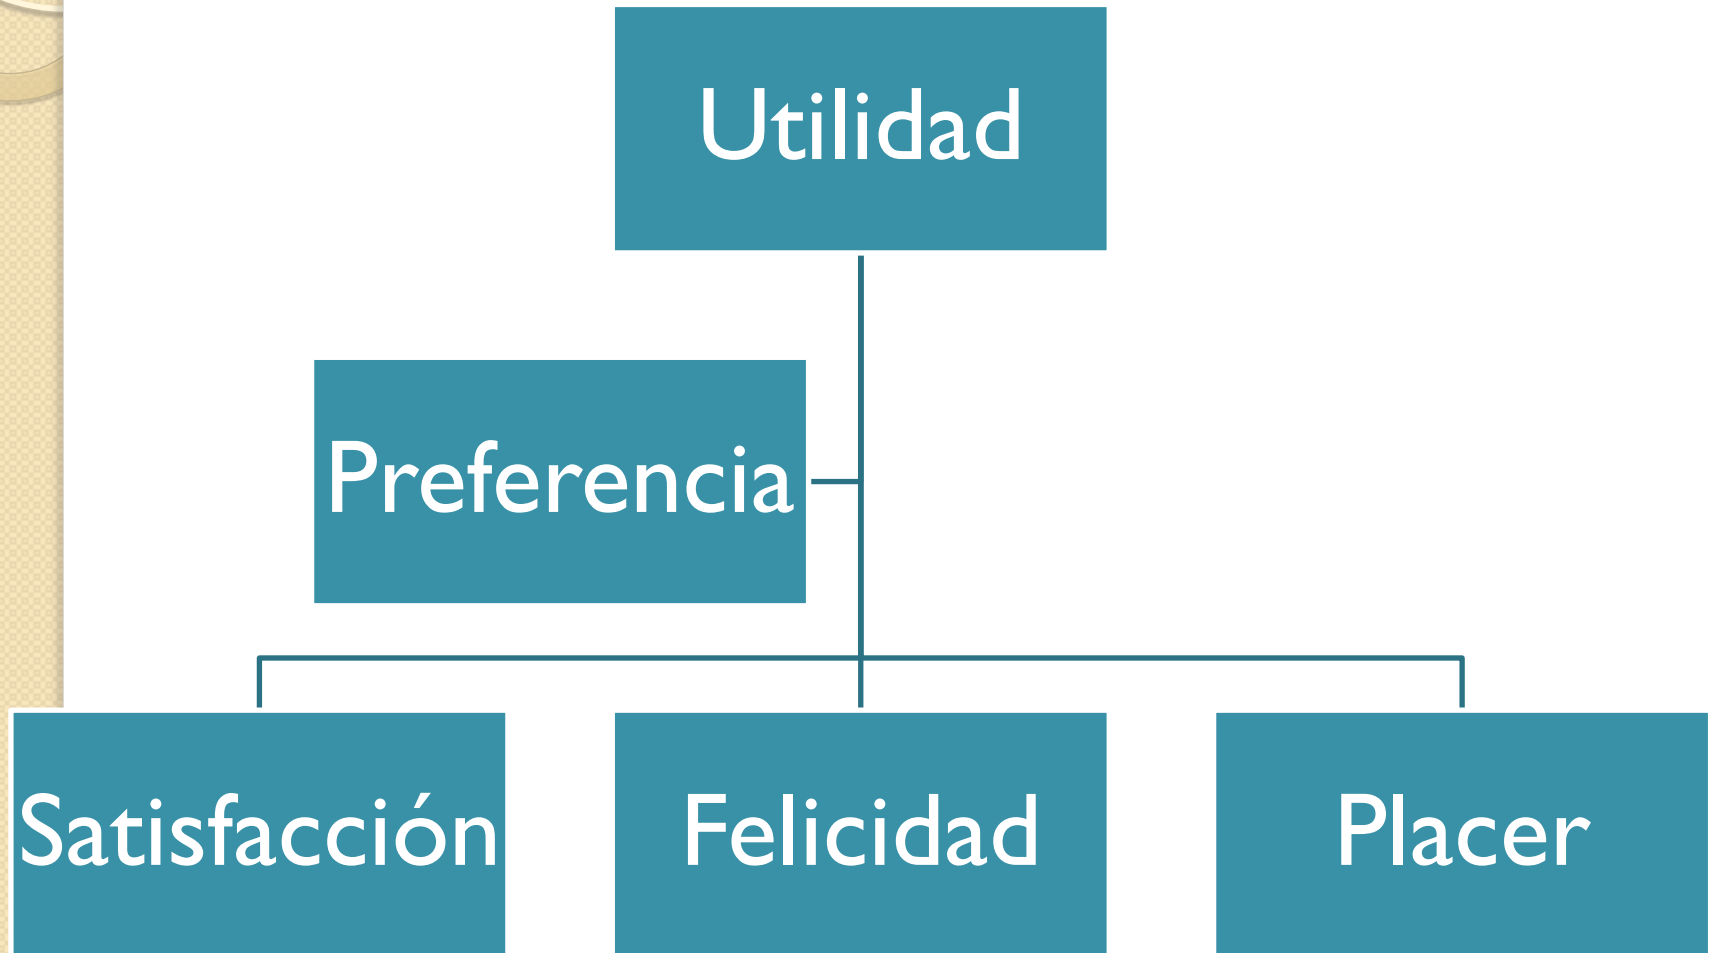 Utilidad
Preferencia
Satisfacción
Felicidad
Placer